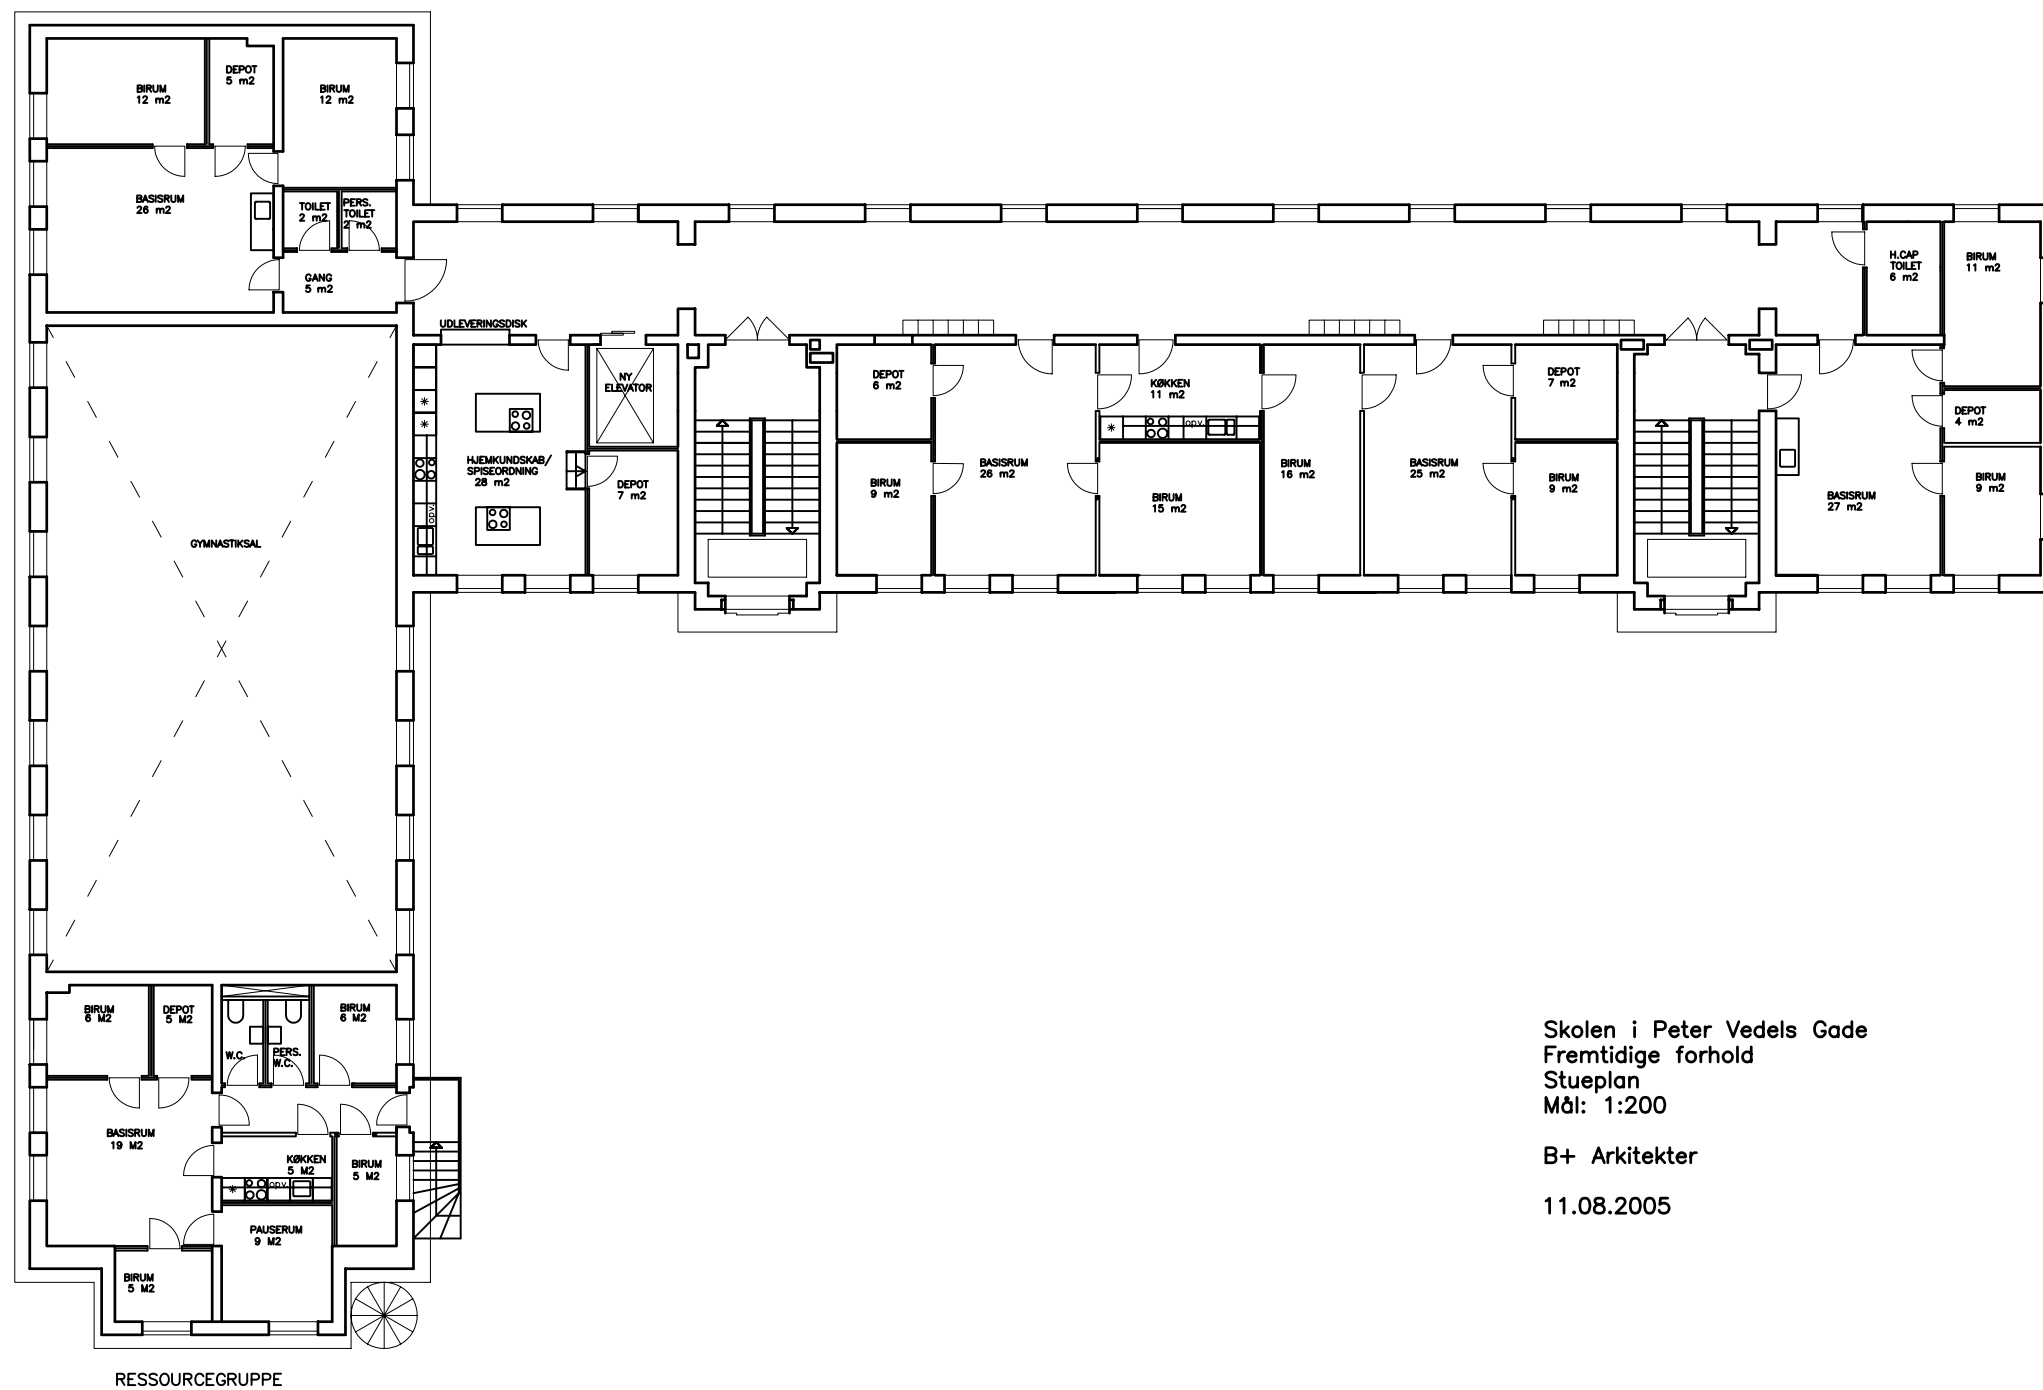 BIRUM
12 m2
DEPOT
5 m2
BIRUM
12 m2
BASISRUM
26 m2
TOILET
2 m2
PERS.
TOILET
2 m2
GANG
5 m2
H.CAP
TOILET
6 m2
BIRUM
11 m2
UDLEVERINGSDISK
NY
ELEVATOR
HJEMKUNDSKAB/
SPISEORDNING
28 m2
opv.
DEPOT
7 m2
DEPOT
6 m2
BIRUM
9 m2
BASISRUM
26 m2
KØKKEN
11 m2
opv.
BIRUM
15 m2
BIRUM
16 m2
BASISRUM
25 m2
DEPOT
7 m2
BIRUM
9 m2
BASISRUM
27 m2
DEPOT
4 m2
BIRUM
9 m2
GYMNASTIKSAL
BIRUM
6 M2
DEPOT
5 M2
W.C.
PERS.
W.C.
BIRUM
6 M2
BASISRUM
19 M2
KØKKEN
5 M2
opv.
BIRUM
5 M2
PAUSERUM
9 M2
BIRUM
5 M2
RESSOURCEGRUPPE
Skolen i Peter Vedels Gade
Fremtidige forhold
Stueplan
Mål: 1:200
B+ Arkitekter
11.08.2005